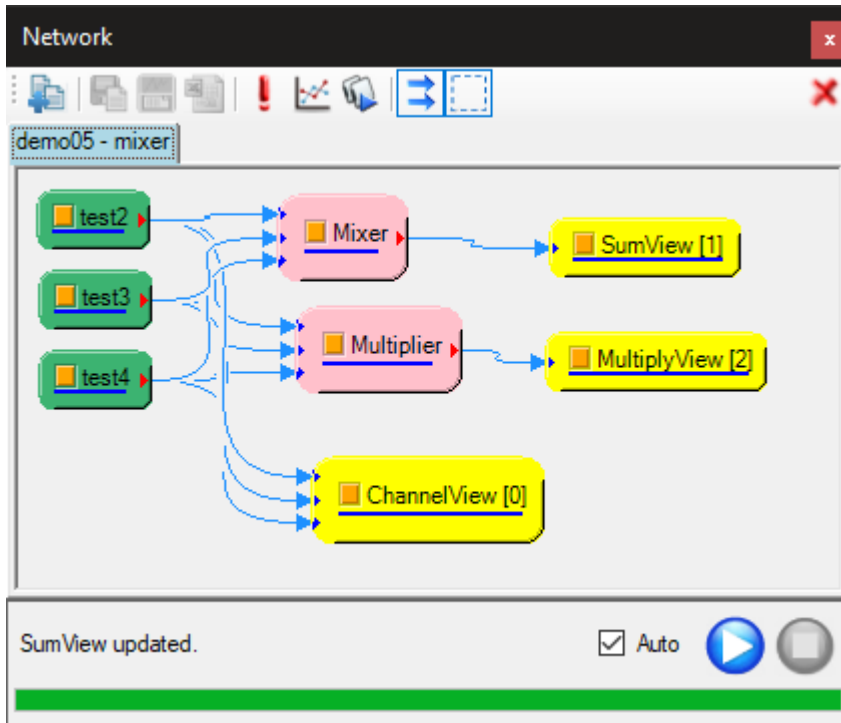 Network
x
demo05 - mixer
test2
Mixer
SumView [1]
test3
Multiplier
MultiplyView [2]
test4
ChannelView [0]
SumView updated.
Auto